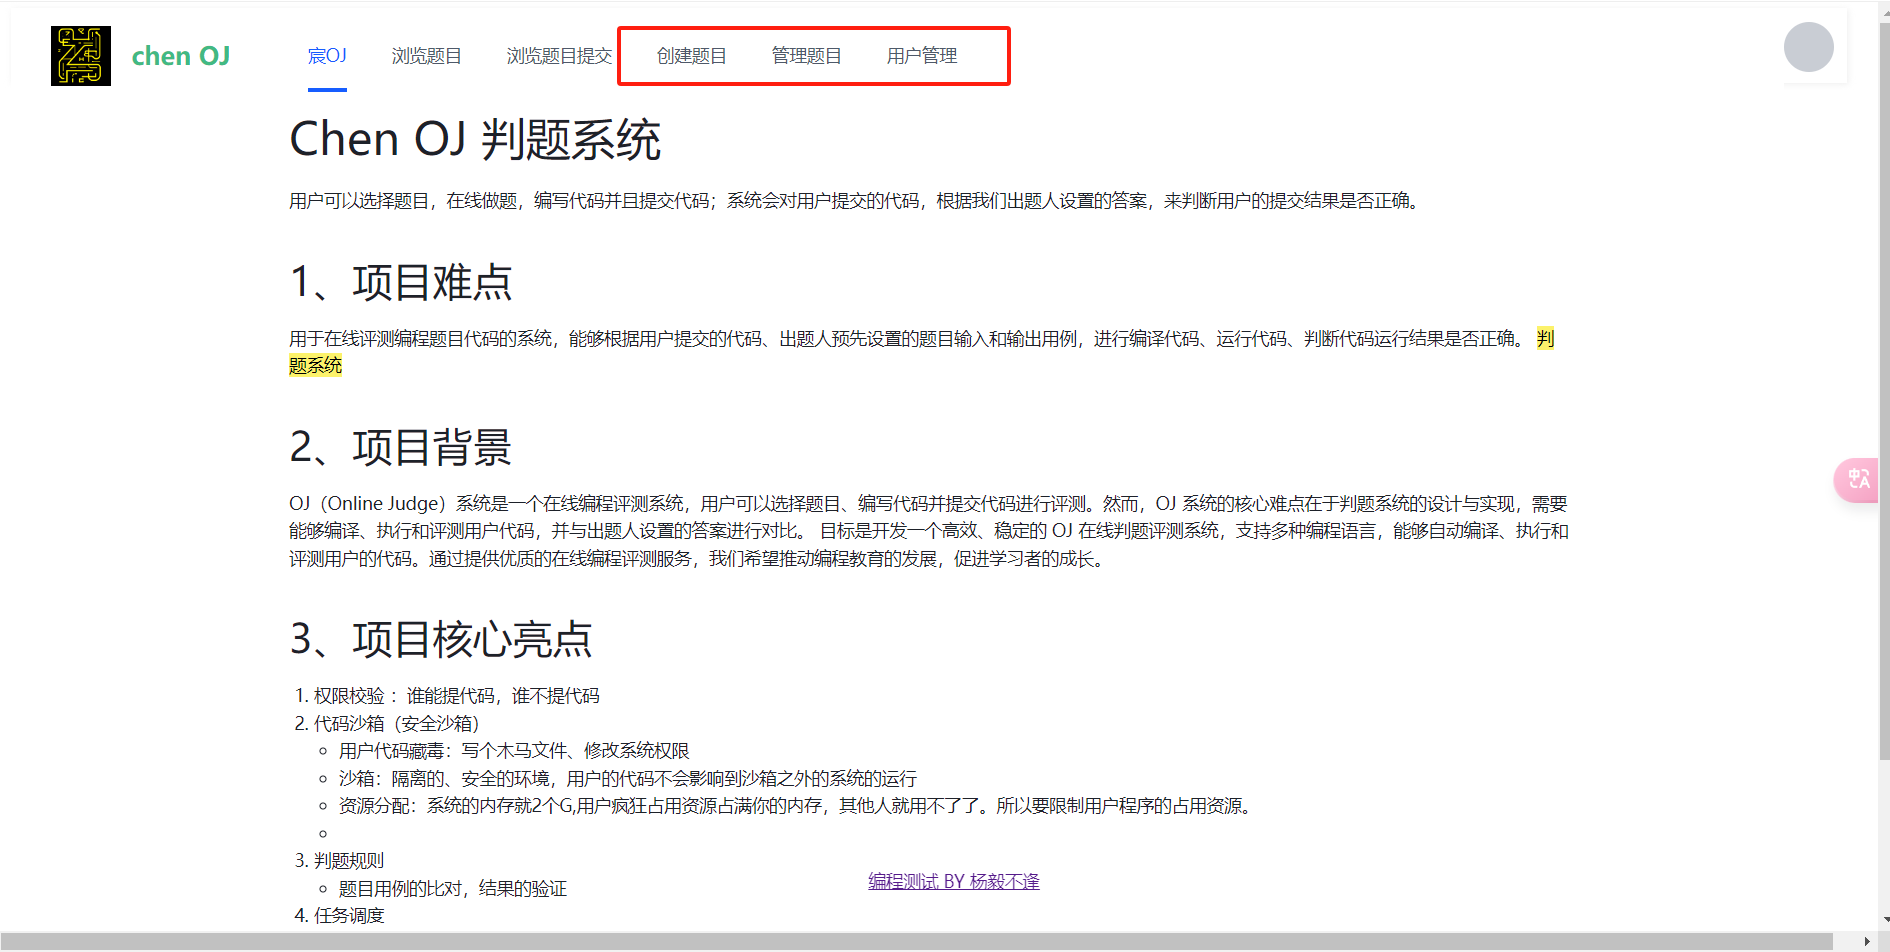 chen OJ
宸OJ
浏览题目
浏览题目提交
创建题目
管理题目
用户管理
Chen OJ 判题系统
用户可以选择题目，在线做题，编写代码并且提交代码；系统会对用户提交的代码，根据我们出题人设置的答案，来判断用户的提交结果是否正确。
1、项目难点
用于在线评测编程题目代码的系统，能够根据用户提交的代码、出题人预先设置的题目输入和输出用例，进行编译代码、运行代码、判断代码运行结果是否正确。 判
题系统
2、项目背景
OJ（Online Judge）系统是一个在线编程评测系统，用户可以选择题目、编写代码并提交代码进行评测。然而，OJ 系统的核心难点在于判题系统的设计与实现，需要
能够编译、执行和评测用户代码，并与出题人设置的答案进行对比。 目标是开发一个高效、稳定的 OJ 在线判题评测系统，支持多种编程语言，能够自动编译、执行和
评测用户的代码。通过提供优质的在线编程评测服务，我们希望推动编程教育的发展，促进学习者的成长。
3、项目核心亮点
1. 权限校验 ：谁能提代码，谁不提代码
2. 代码沙箱（安全沙箱）
用户代码藏毒：写个木马文件、修改系统权限
沙箱：隔离的、安全的环境，用户的代码不会影响到沙箱之外的系统的运行
资源分配：系统的内存就2个G,用户疯狂占用资源占满你的内存，其他人就用不了了。所以要限制用户程序的占用资源。
3. 判题规则
题目用例的比对，结果的验证
4. 任务调度
编程测试 BY 杨毅不逢
中A